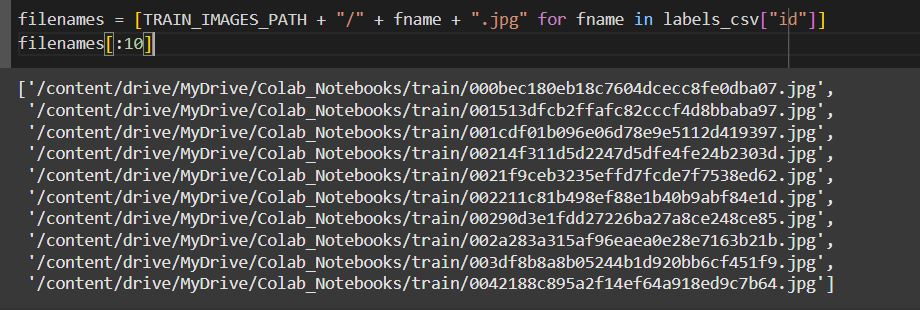 filenames = [TRAIN_IMAGES_PATH + "/" + fname + ".jpg" for fname in labels_csv["id"]]
filenames[:10]
['/content/drive/MyDrive/Colab_Notebooks/train/000bec180eb18c7604dcecc8fe0dba07.jpg',
'/content/drive/MyDrive/Colab_Notebooks/train/001513dfcb2ffafc82cccf4d8bbaba97.jpg',
'/content/drive/MyDrive/Colab_Notebooks/train/001cdf01b096e06d78e9e5112d419397.jpg',
'/content/drive/MyDrive/Colab_Notebooks/train/00214f311d5d2247d5dfe4fe24b2303d.jpg',
'/content/drive/MyDrive/Colab_Notebooks/train/0021f9ceb3235effd7fcde7f7538ed62.jpg',
'/content/drive/MyDrive/Colab_Notebooks/train/002211c81b498ef88e1b40b9abf84e1d.jpg',
'/content/drive/MyDrive/Colab_Notebooks/train/00290d3e1fdd27226ba27a8ce248ce85.jpg',
'/content/drive/MyDrive/Colab_Notebooks/train/002a283a315af96eaea0e28e7163b21b.jpg',
'/content/drive/MyDrive/Colab_Notebooks/train/003df8b8a8b05244b1d920bb6cf451f9.jpg',
'/content/drive/MyDrive/Colab_Notebooks/train/0042188c895a2f14ef64a918ed9c7b64.jpg']